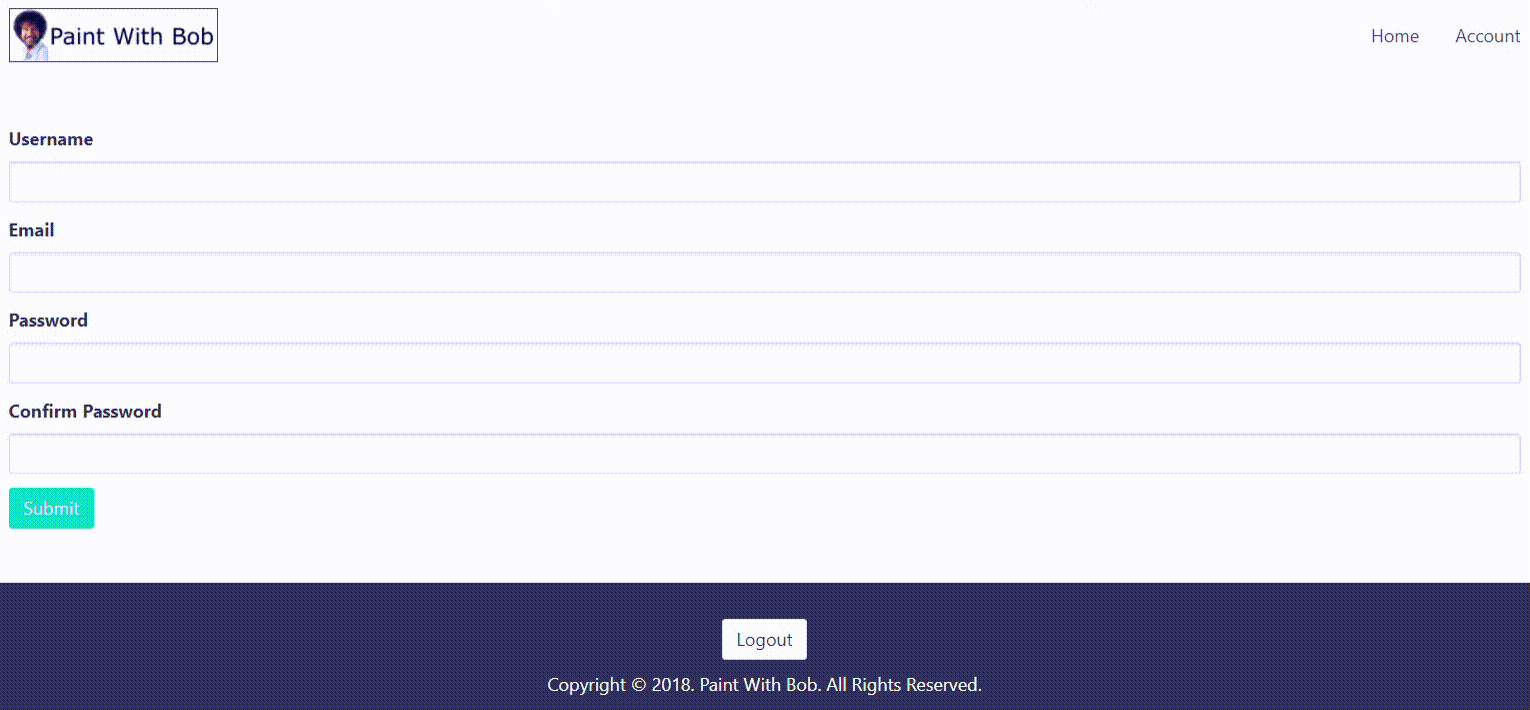 Paint With Bob
Home Account
Username
Email
Password
Confirm Password
Submit
Logout
Copyright © 2018. Paint With Bob. All Rights Reserved.